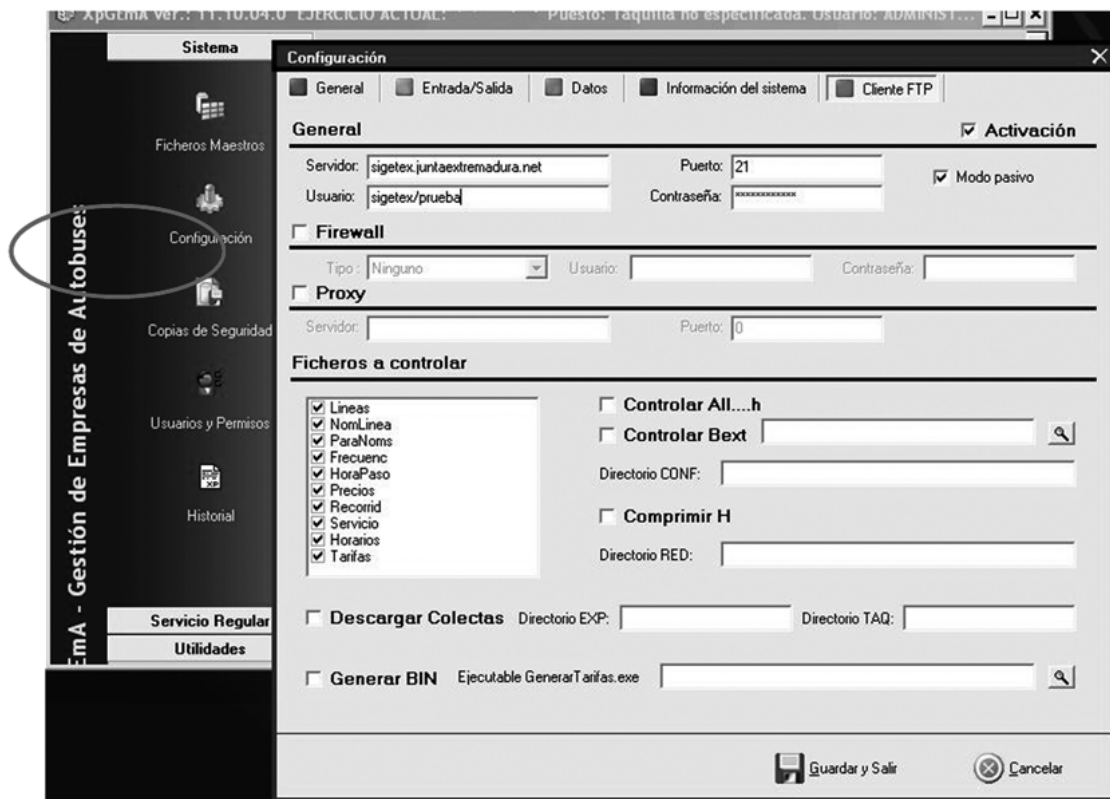 XpGEmA Ver.: 11.10.04.0 EJERCICIO ACTUAL: Puesto: Taquilla no especificada. Usuario: ADMINIST...
Sistema
Ficheros Maestros
Configuración
Copias de Seguridad
Usuarios y Permisos
Historial
Servicio Regular
Utilidades
EmA - Gestión de Empresas de Autobuses
Configuración
General
Entrada/Salida
Datos
Información del sistema
Cliente FTP
General
Activación
Servidor: sigetex.juntaextremadura.net
Puerto: 21
Modo pasivo
Usuario: sigetex/prueba
Contraseña: ************
Firewall
Tipo: Ninguno
Usuario:
Contraseña:
Proxy
Servidor:
Puerto: 0
Ficheros a controlar
Lineas
NomLinea
ParaNoms
Frecuenc
HoraPaso
Precios
Recorrid
Servicio
Horarios
Tarifas
Controlar All....h
Controlar Bext
Directorio CONF:
Comprimir H
Directorio RED:
Descargar Colectas Directorio EXP: Directorio TAQ:
Generar BIN Ejecutable GenerarTarifas.exe
Guardar y Salir
Cancelar